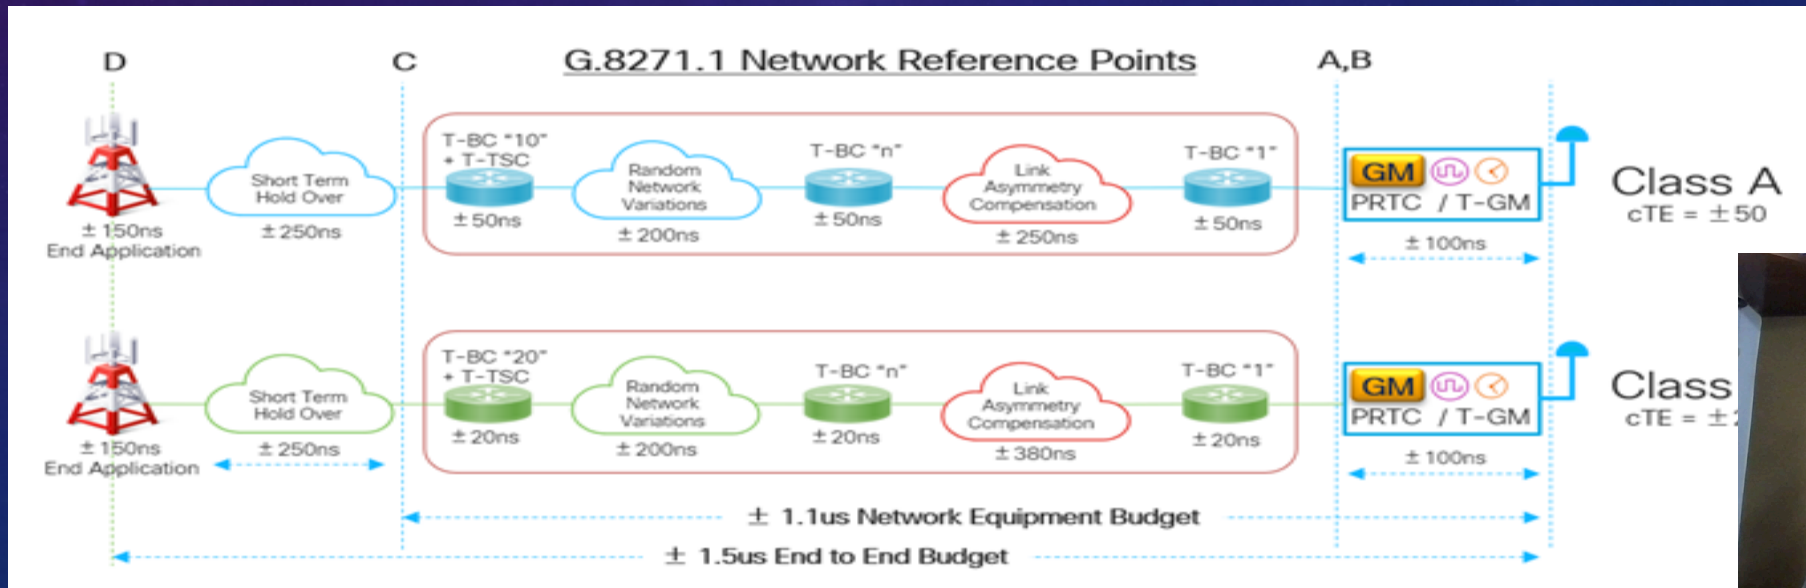 D
C
G.8271.1 Network Reference Points
A,B
T-BC "10"
+ T-TSC
±50ns
Short Term
Hold Over
±250ns
±150ns
End Application
Random
Network
Variations
±200ns
T-BC "n"
±50ns
Link
Asymmetry
Compensation
±250ns
T-BC "1"
±50ns
GM
PRTC / T-GM
±100ns
Class A
cTE = ±50
T-BC "20"
+ T-TSC
±20ns
Short Term
Hold Over
±250ns
±150ns
End Application
Random
Network
Variations
±200ns
T-BC "n"
±20ns
Link
Asymmetry
Compensation
±380ns
T-BC "1"
±20ns
GM
PRTC / T-GM
±100ns
Class
cTE = ±
± 1.1us Network Equipment Budget
± 1.5us End to End Budget